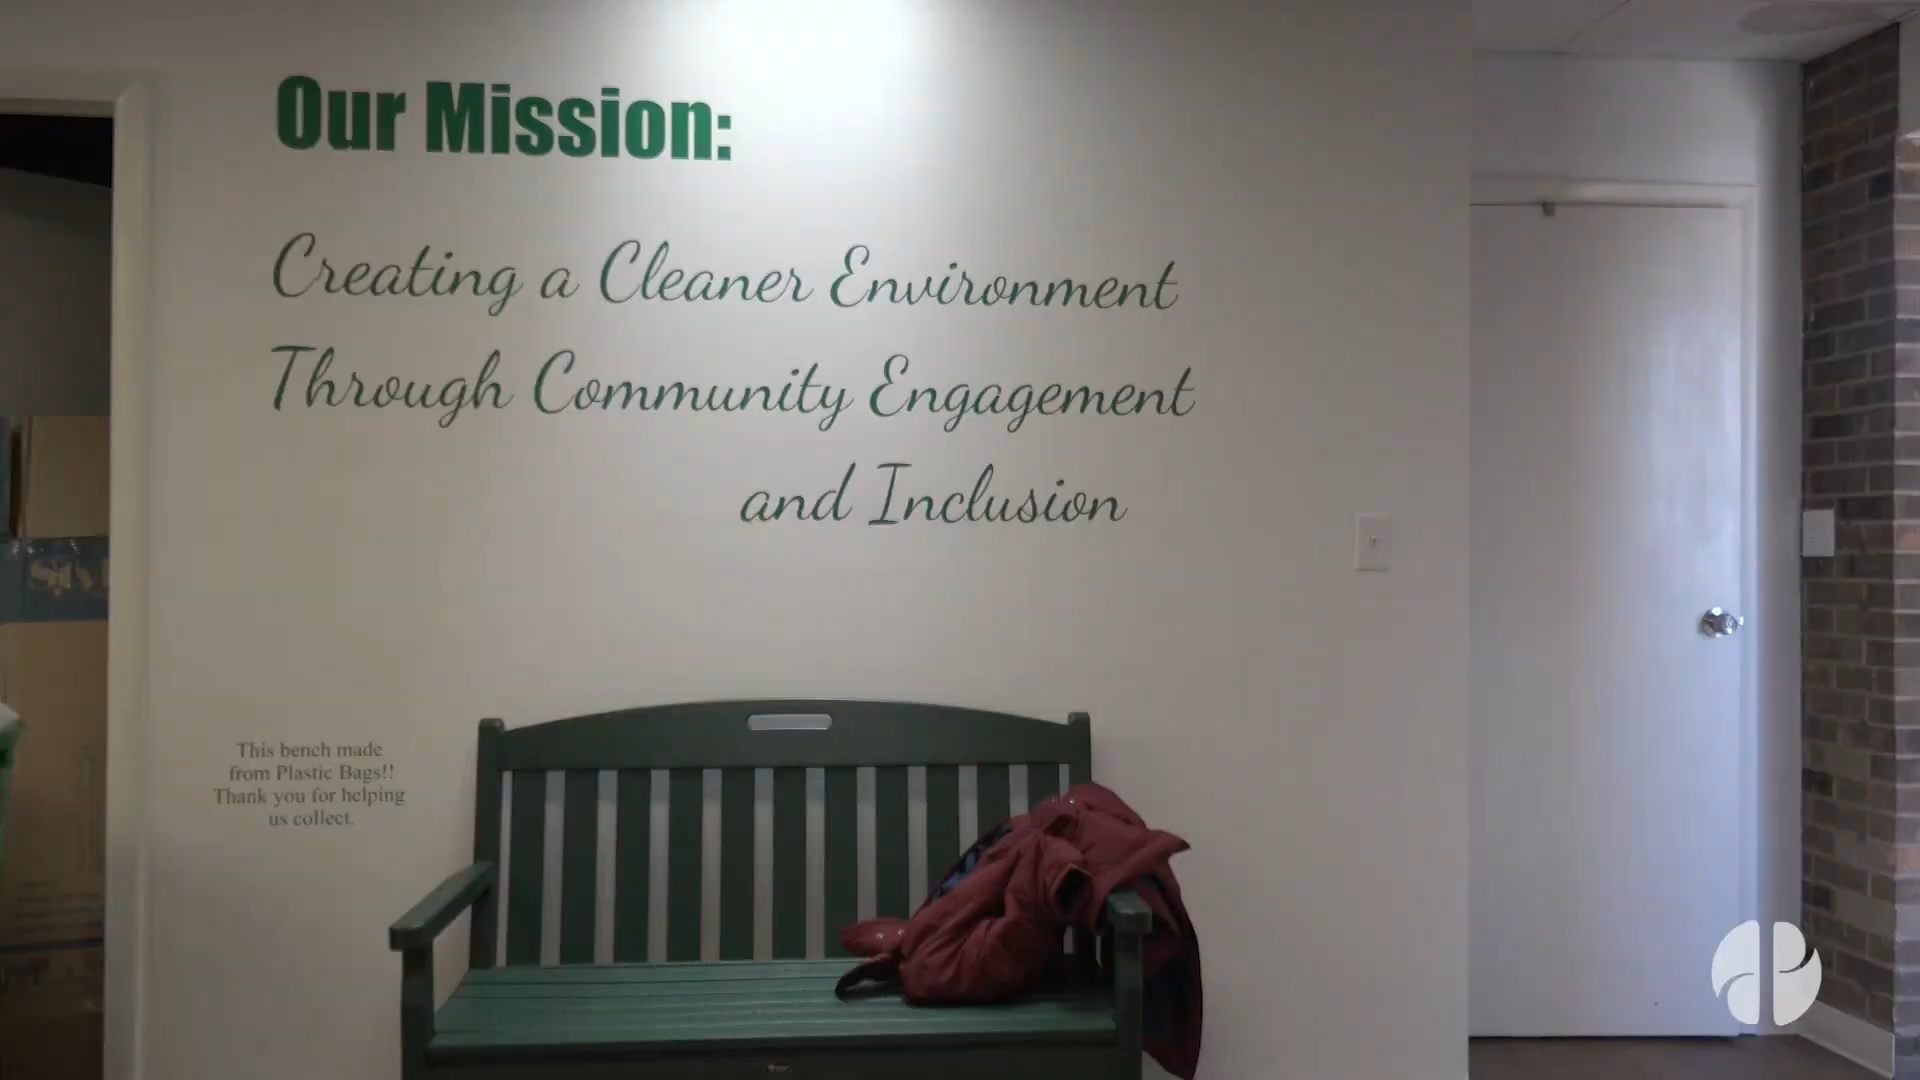 Our Mission:
Creating a Cleaner Environment
Through Community Engagement
and Inclusion
This bench made
from Plastic Bags!!
Thank you for helping
us collect.